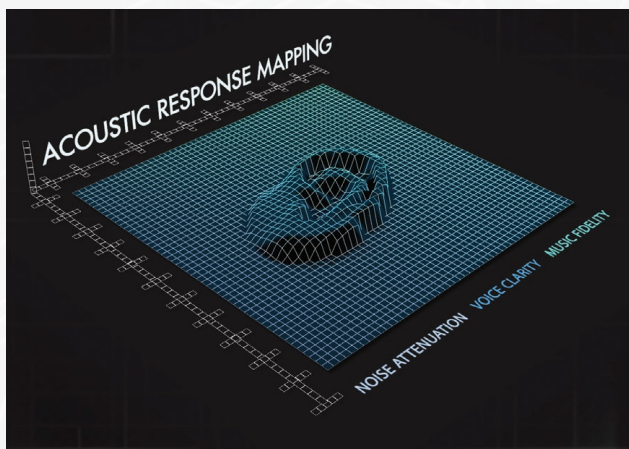 ACOUSTIC RESPONSE MAPPING
NOISE ATTENUATION
VOICE CLARITY
MUSIC FIDELITY